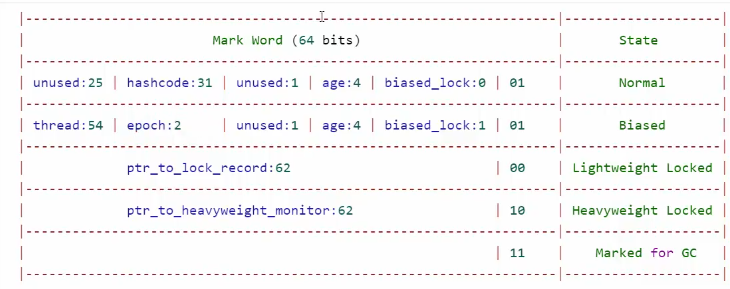 |--------------------------------------------------------------------|--------------------|
| Mark Word (64 bits) | State |
|--------------------------------------------------------------------|--------------------|
| unused:25 | hashcode:31 | unused:1 | age:4 | biased_lock:0 | 01 | Normal |
|--------------------------------------------------------------------|--------------------|
| thread:54 | epoch:2 | unused:1 | age:4 | biased_lock:1 | 01 | Biased |
|--------------------------------------------------------------------|--------------------|
| ptr_to_lock_record:62 | 00 | Lightweight Locked |
|--------------------------------------------------------------------|--------------------|
| ptr_to_heavyweight_monitor:62 | 10 | Heavyweight Locked |
|--------------------------------------------------------------------|--------------------|
| | 11 | Marked for GC |
|--------------------------------------------------------------------|--------------------|